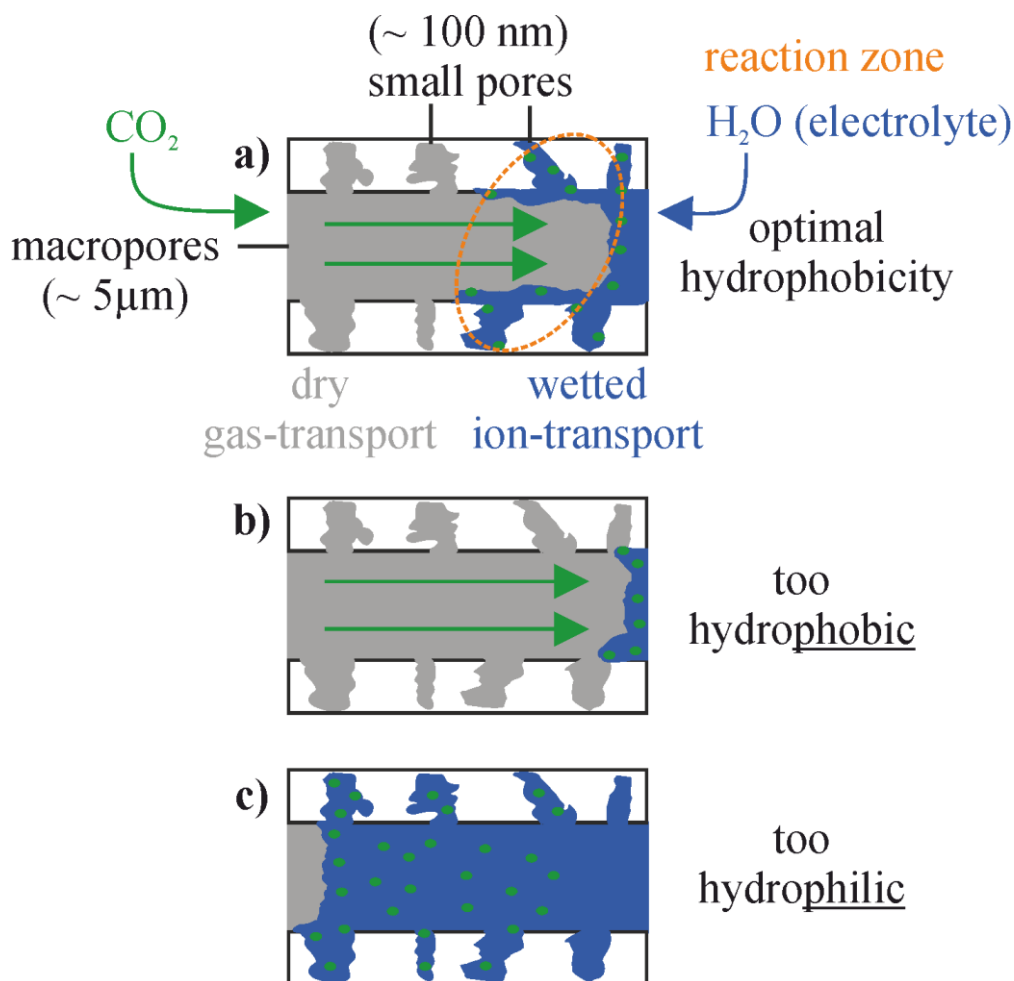 (~ 100 nm)
small pores
reaction zone
CO₂
H₂O (electrolyte)
a)
macropores
(~ 5µm)
optimal
hydrophobicity
dry
gas-transport
wetted
ion-transport
b)
too
hydrophobic
c)
too
hydrophilic